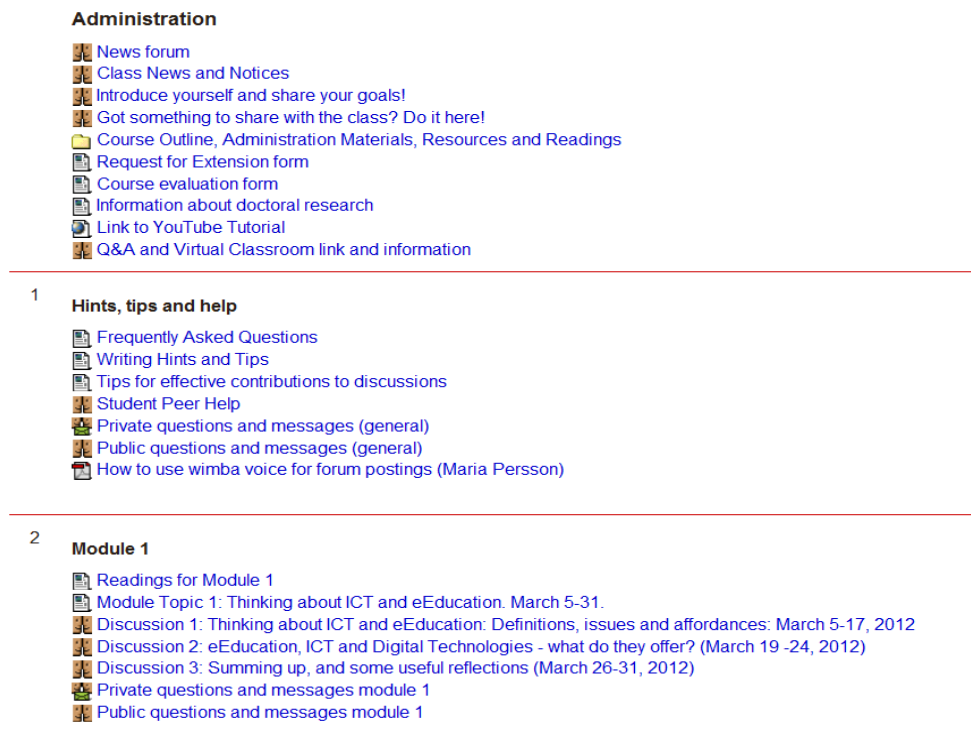 Administration
News forum
Class News and Notices
Introduce yourself and share your goals!
Got something to share with the class? Do it here!
Course Outline, Administration Materials, Resources and Readings
Request for Extension form
Course evaluation form
Information about doctoral research
Link to YouTube Tutorial
Q&A and Virtual Classroom link and information
1
Hints, tips and help
Frequently Asked Questions
Writing Hints and Tips
Tips for effective contributions to discussions
Student Peer Help
Private questions and messages (general)
Public questions and messages (general)
How to use wimba voice for forum postings (Maria Persson)
2
Module 1
Readings for Module 1
Module Topic 1: Thinking about ICT and eEducation. March 5-31.
Discussion 1: Thinking about ICT and eEducation: Definitions, issues and affordances: March 5-17, 2012
Discussion 2: eEducation, ICT and Digital Technologies - what do they offer? (March 19 -24, 2012)
Discussion 3: Summing up, and some useful reflections (March 26-31, 2012)
Private questions and messages module 1
Public questions and messages module 1